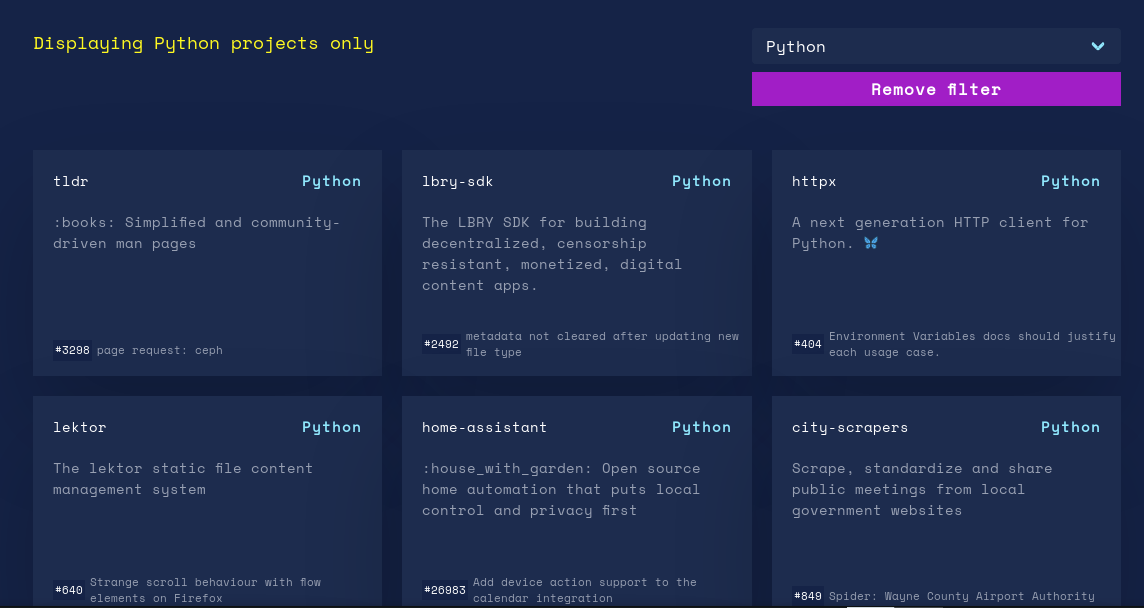 Displaying Python projects only
Python
Remove filter
tldr Python
:books: Simplified and community-
driven man pages
#3298 page request: ceph
lbry-sdk Python
The LBRY SDK for building
decentralized, censorship
resistant, monetized, digital
content apps.
#2492 metadata not cleared after updating new
file type
httpx Python
A next generation HTTP client for
Python. 🦋
#404 Environment Variables docs should justify
each usage case.
lektor Python
The lektor static file content
management system
#640 Strange scroll behaviour with flow
elements on Firefox
home-assistant Python
:house_with_garden: Open source
home automation that puts local
control and privacy first
#26983 Add device action support to the
calendar integration
city-scrapers Python
Scrape, standardize and share
public meetings from local
government websites
#849 Spider: Wayne County Airport Authority